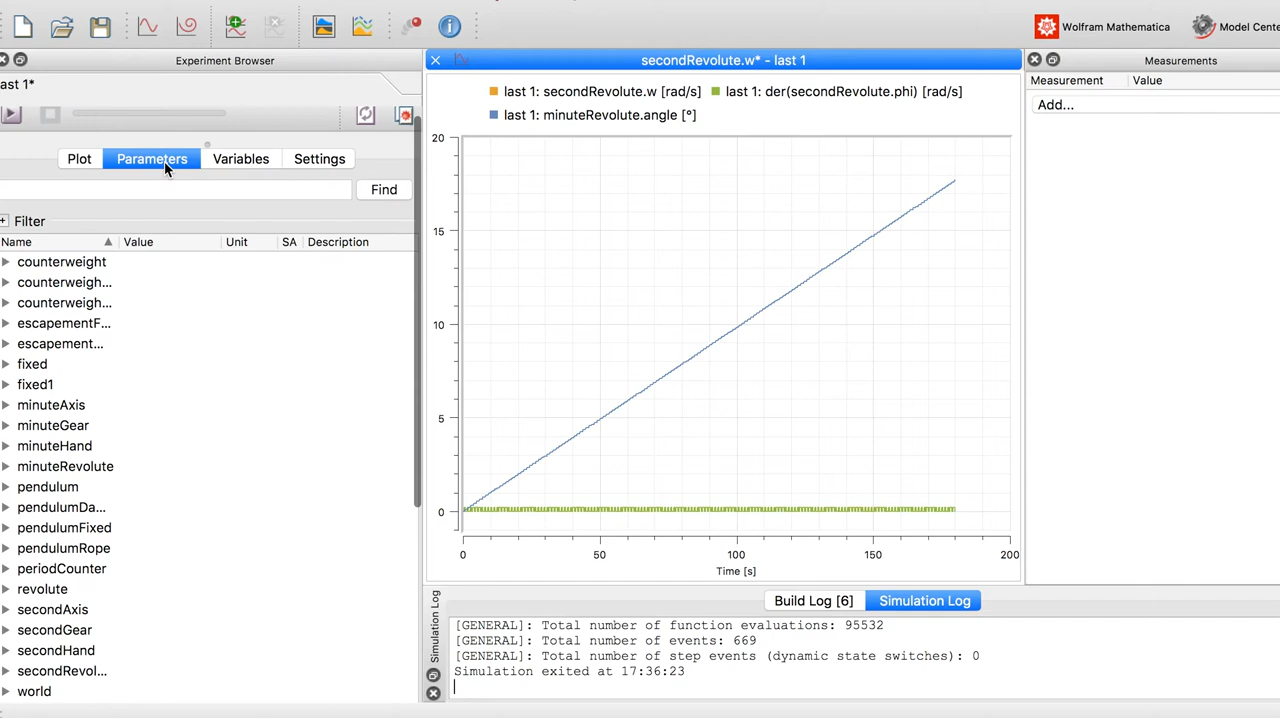 Wolfram Mathematica
Model Cente
Experiment Browser
ast 1*
Plot
Parameters
Variables
Settings
Find
+ Filter
Name
Value
Unit
SA
Description
counterweight
counterweigh...
counterweigh...
escapementF...
escapement...
fixed
fixed1
minuteAxis
minuteGear
minuteHand
minuteRevolute
pendulum
pendulumDa...
pendulumFixed
pendulumRope
periodCounter
revolute
secondAxis
secondGear
secondHand
secondRevol...
world
secondRevolute.w* - last 1
last 1: secondRevolute.w [rad/s]
last 1: der(secondRevolute.phi) [rad/s]
last 1: minuteRevolute.angle [°]
20
15
10
5
0
0
50
100
150
200
Time [s]
Build Log [6]
Simulation Log
Simulation Log
[GENERAL]: Total number of function evaluations: 95532
[GENERAL]: Total number of events: 669
[GENERAL]: Total number of step events (dynamic state switches): 0
Simulation exited at 17:36:23
Measurements
Measurement
Value
Add...